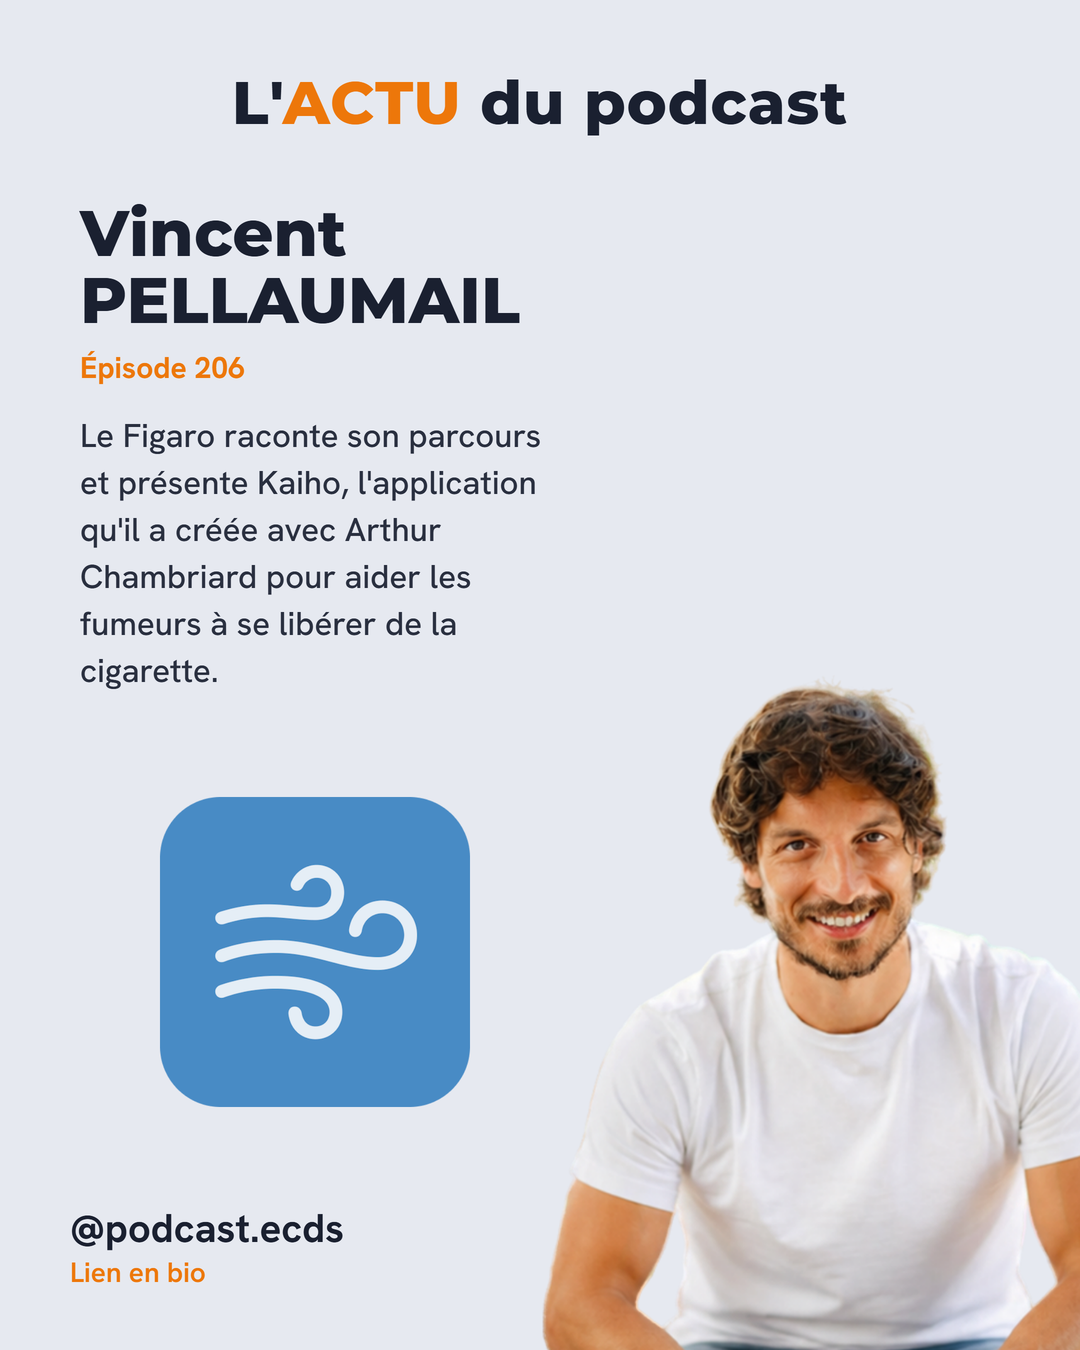 L'ACTU du podcast
Vincent
PELLAUMAIL
Épisode 206
Le Figaro raconte son parcours
et présente Kaiho, l'application
qu'il a créée avec Arthur
Chambriard pour aider les
fumeurs à se libérer de la
cigarette.
@podcast.ecds
Lien en bio